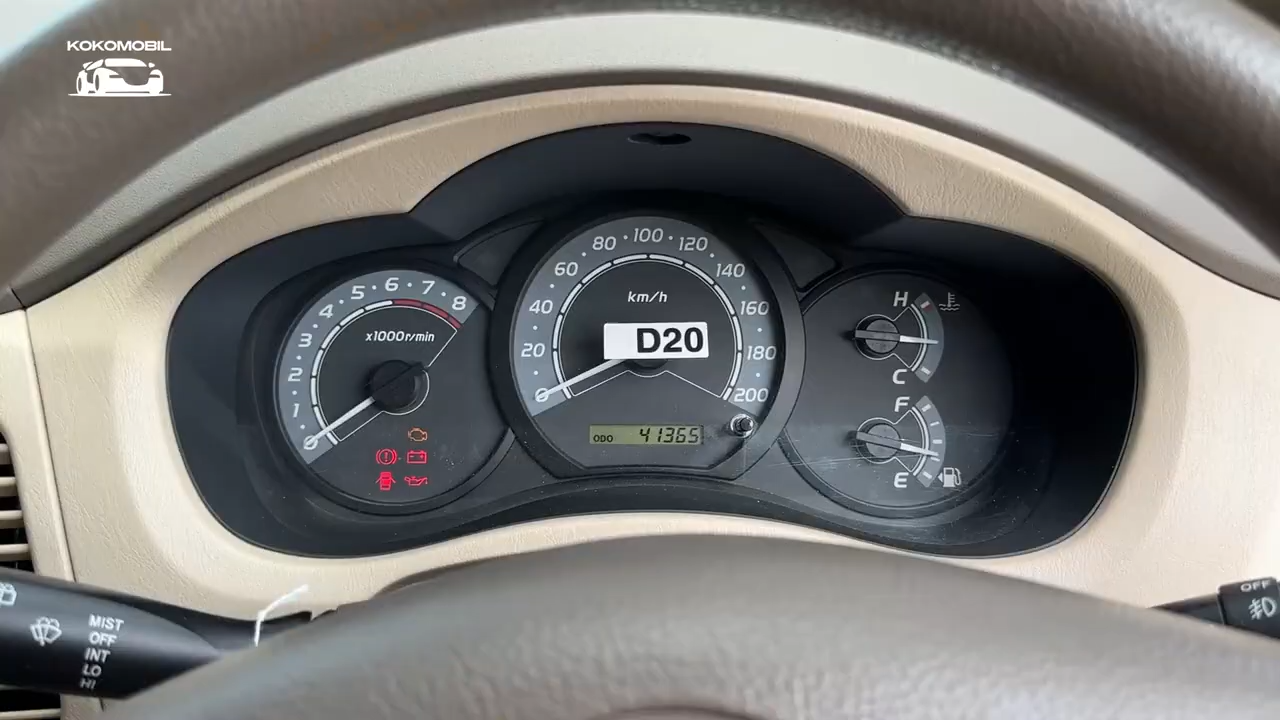 KOKOMOBIL
1 2 3 4 5 6 7 8
x1000r/min
0 20 40 60 80 100 120 140 160 180 200
km/h
D20
ODO 41365
H
C
F
E
MIST
OFF
INT
LO
HI
OFF